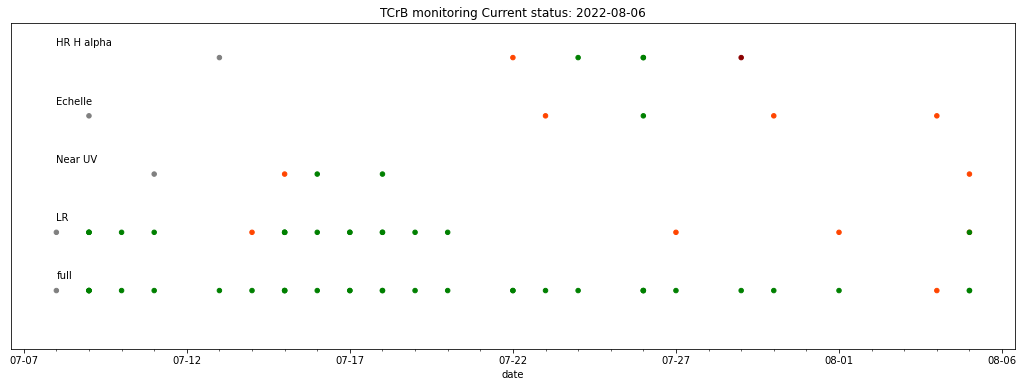 TCrB monitoring Current status: 2022-08-06
HR H alpha
Echelle
Near UV
LR
full
07-07 07-12 07-17 07-22 07-27 08-01 08-06
date